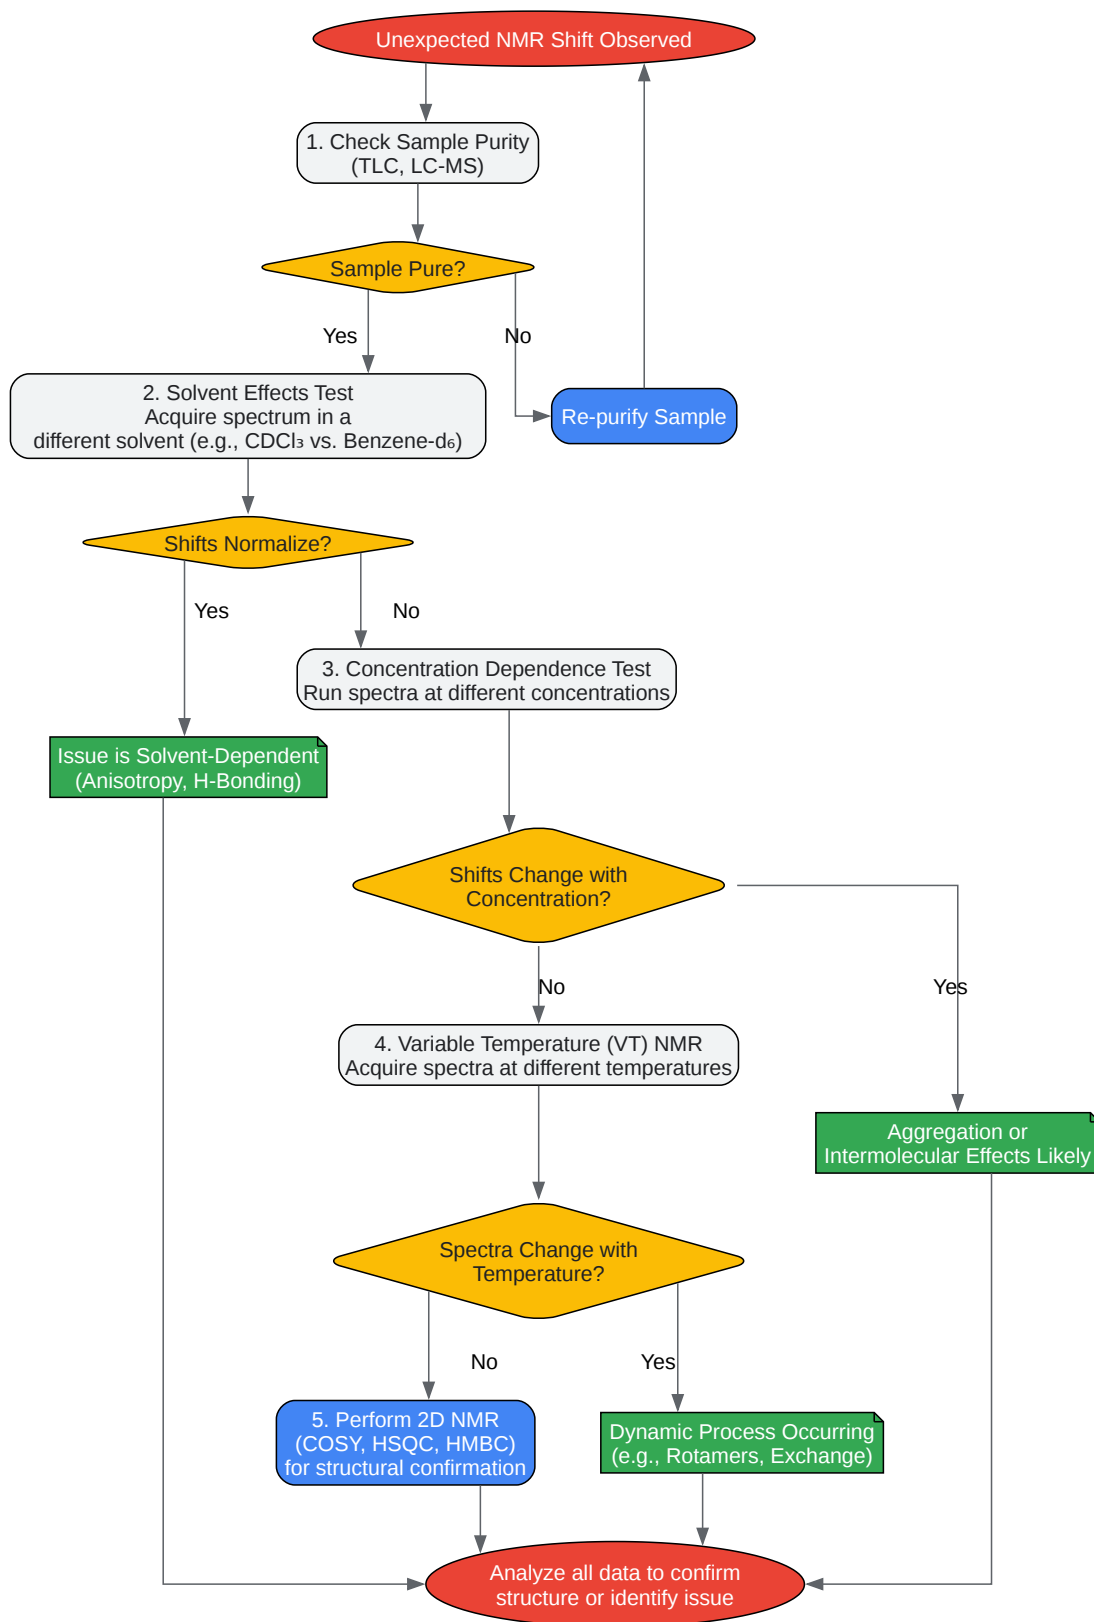 Unexpected NMR Shift Observed
1. Check Sample Purity
(TLC, LC-MS)
Sample Pure?
Yes
No
2. Solvent Effects Test
Acquire spectrum in a
different solvent (e.g., CDCl₃ vs. Benzene-d₆)
Re-purify Sample
Shifts Normalize?
Yes
No
3. Concentration Dependence Test
Run spectra at different concentrations
Issue is Solvent-Dependent
(Anisotropy, H-Bonding)
Shifts Change with
Concentration?
No
Yes
4. Variable Temperature (VT) NMR
Acquire spectra at different temperatures
Aggregation or
Intermolecular Effects Likely
Spectra Change with
Temperature?
No
Yes
5. Perform 2D NMR
(COSY, HSQC, HMBC)
for structural confirmation
Dynamic Process Occurring
(e.g., Rotamers, Exchange)
Analyze all data to confirm
structure or identify issue